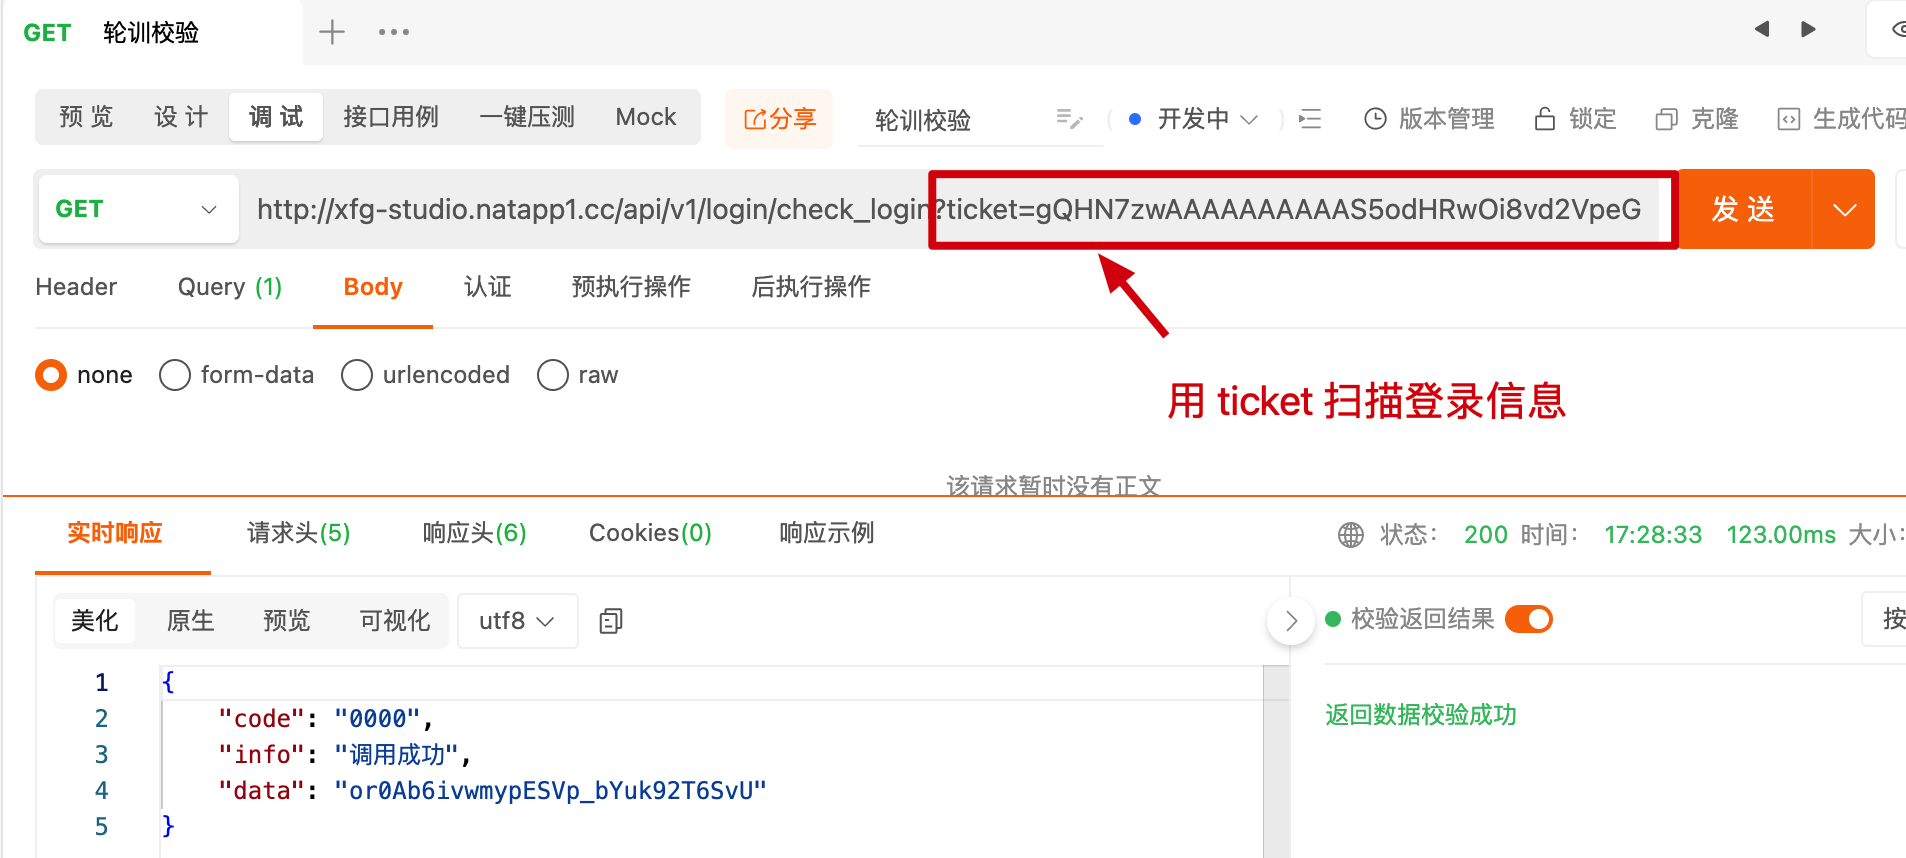 GET 轮训校验
预 览 设 计 调 试 接口用例 一键压测 Mock 分享 轮训校验 开发中 版本管理 锁定 克隆 生成代码
GET http://xfg-studio.natapp1.cc/api/v1/login/check_login?ticket=gQHN7zwAAAAAAAAAAS5odHRwOi8vd2VpeG 发 送
Header Query (1) Body 认证 预执行操作 后执行操作
none form-data urlencoded raw
用 ticket 扫描登录信息
该请求暂时没有正文
实时响应 请求头(5) 响应头(6) Cookies(0) 响应示例 状态: 200 时间: 17:28:33 123.00ms 大小:
美化 原生 预览 可视化 utf8 校验返回结果 按
1 {
2 "code": "0000",
3 "info": "调用成功",
4 "data": "or0Ab6ivwmypESVp_bYuk92T6SvU"
5 }
返回数据校验成功